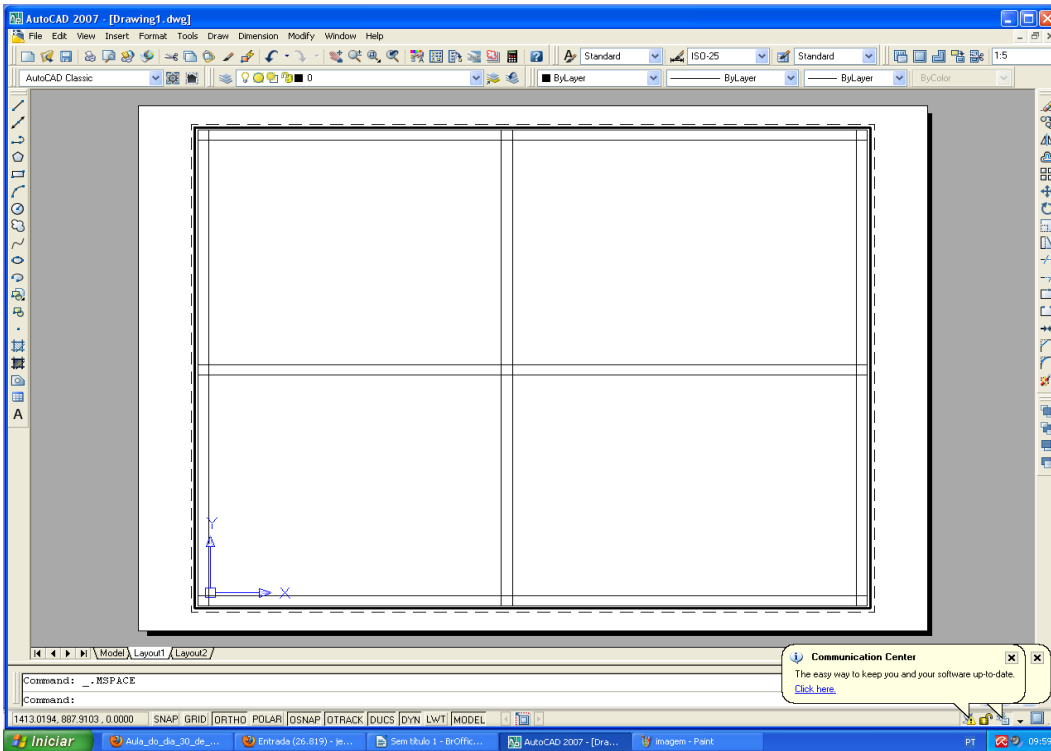 AutoCAD 2007 - [Drawing1.dwg]
File Edit View Insert Format Tools Draw Dimension Modify Window Help
Standard ISO-25 Standard 1:5
AutoCAD Classic 0 ByLayer ByLayer ByLayer ByColor
Y
X
Model Layout1 Layout2
Communication Center
The easy way to keep you and your software up-to-date.
Click here.
Command: _.MSPACE
Command:
1413.0194, 887.9103 , 0.0000 SNAP GRID ORTHO POLAR OSNAP OTRACK DUCS DYN LWT MODEL
Iniciar Aula_do_dia_30_de_... Entrada (26.819) - je... Sem título 1 - BrOffic... AutoCAD 2007 - [Dra... imagem - Paint PT 09:59